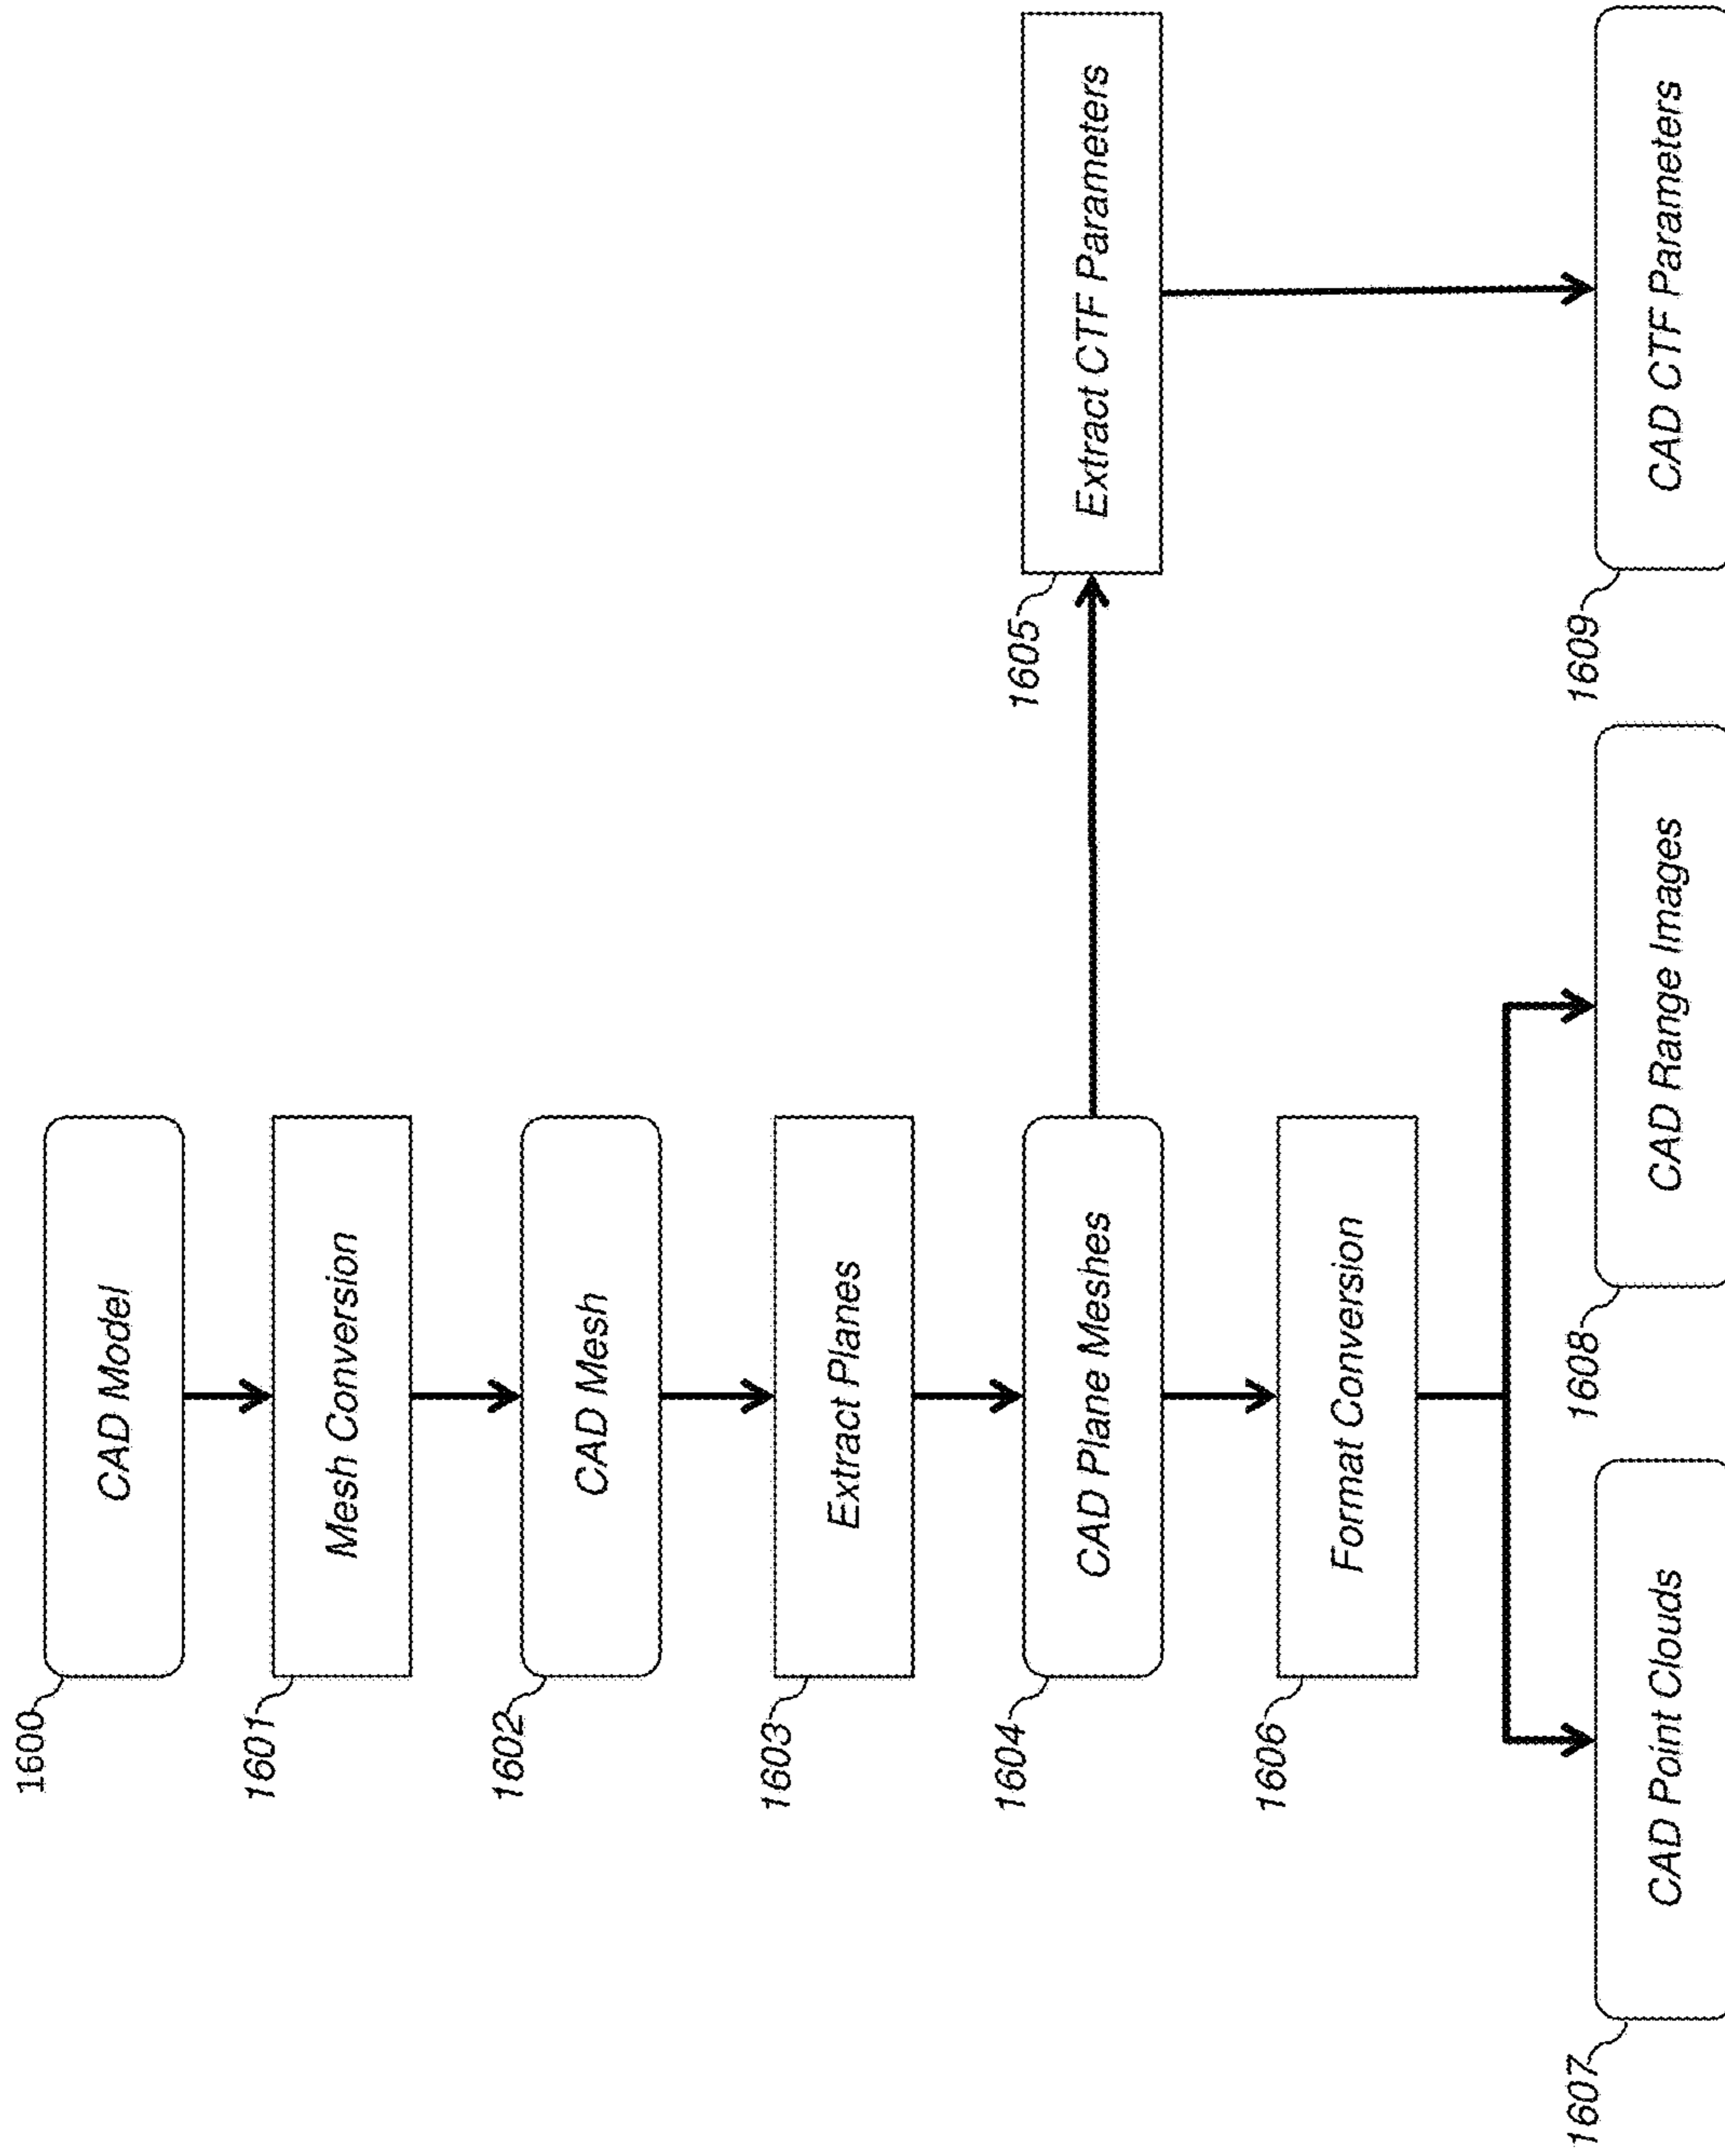 1600
CAD Model
1601
Mesh Conversion
1602
CAD Mesh
1603
Extract Planes
1604
CAD Plane Meshes
1605
Extract CTF Parameters
1606
Format Conversion
1607
CAD Point Clouds
1608
CAD Range Images
1609
CAD CTF Parameters